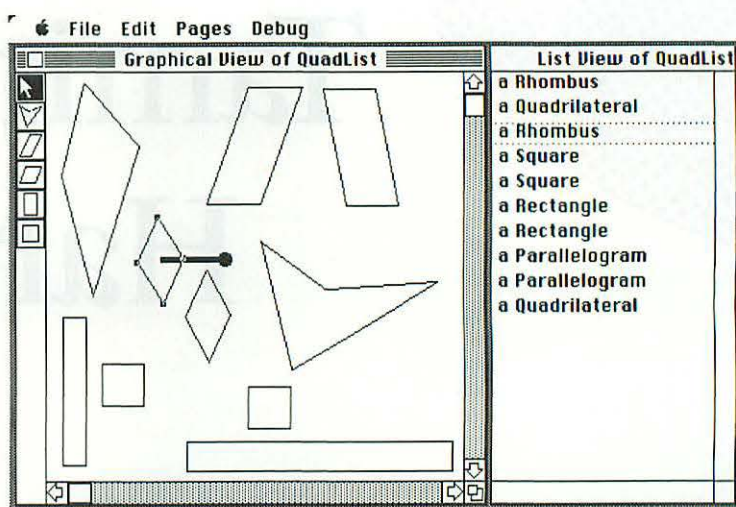 File Edit Pages Debug
Graphical View of QuadList
List View of QuadList
a Rhombus
a Quadrilateral
a Rhombus
a Square
a Square
a Rectangle
a Rectangle
a Parallelogram
a Parallelogram
a Quadrilateral